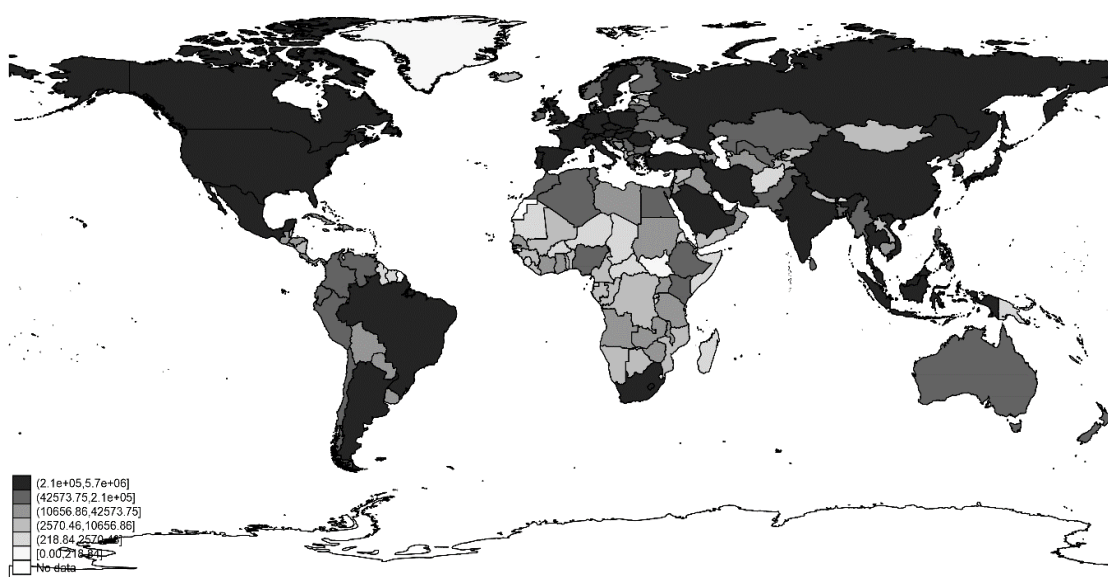 (2.1e+05,5.7e+06]
(42573.75,2.1e+05]
(10656.86,42573.75]
(2570.46,10656.86]
(218.84,2570.46]
[0.00,218.84]
No data